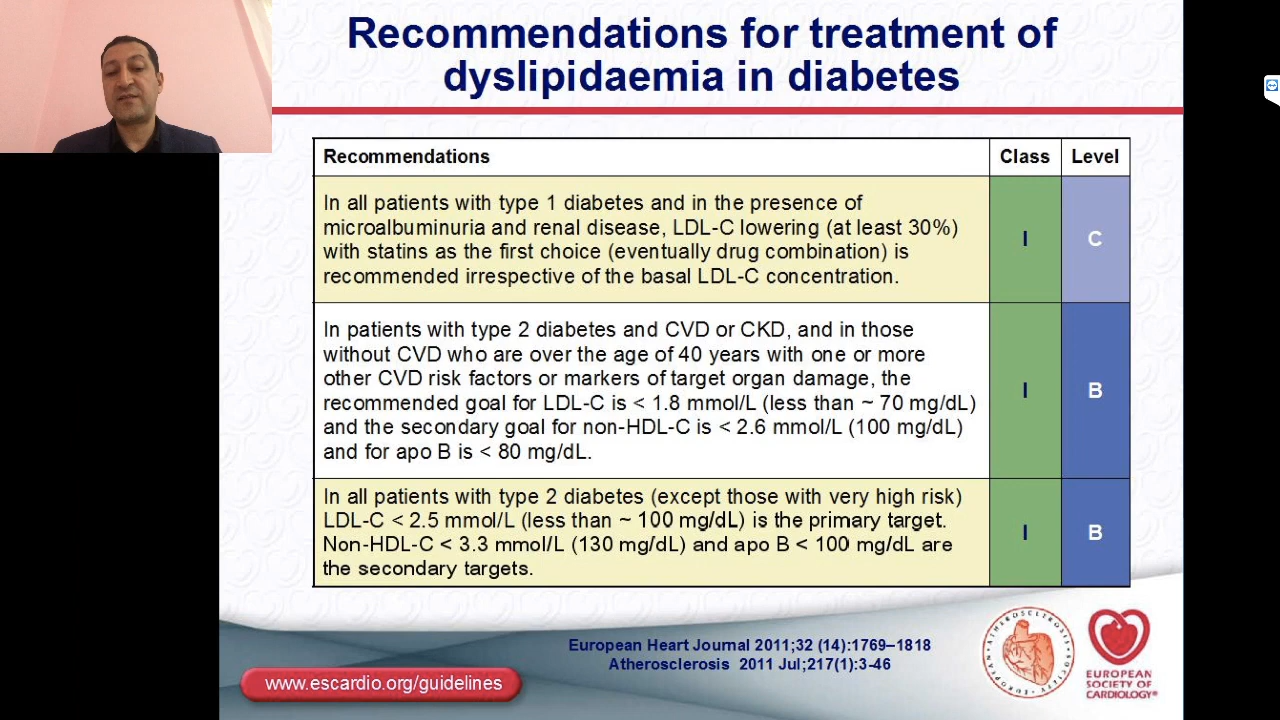 Recommendations for treatment of
dyslipidaemia in diabetes
Recommendations
Class
Level
In all patients with type 1 diabetes and in the presence of
microalbuminuria and renal disease, LDL-C lowering (at least 30%)
with statins as the first choice (eventually drug combination) is
recommended irrespective of the basal LDL-C concentration.
I
C
In patients with type 2 diabetes and CVD or CKD, and in those
without CVD who are over the age of 40 years with one or more
other CVD risk factors or markers of target organ damage, the
recommended goal for LDL-C is < 1.8 mmol/L (less than ~ 70 mg/dL)
and the secondary goal for non-HDL-C is < 2.6 mmol/L (100 mg/dL)
and for apo B is < 80 mg/dL.
I
B
In all patients with type 2 diabetes (except those with very high risk)
LDL-C < 2.5 mmol/L (less than ~ 100 mg/dL) is the primary target.
Non-HDL-C < 3.3 mmol/L (130 mg/dL) and apo B < 100 mg/dL are
the secondary targets.
I
B
European Heart Journal 2011;32 (14):1769–1818
Atherosclerosis 2011 Jul;217(1):3-46
www.escardio.org/guidelines
EUROPEAN ATHEROSCLEROSIS SOCIETY
EUROPEAN
SOCIETY OF
CARDIOLOGY®